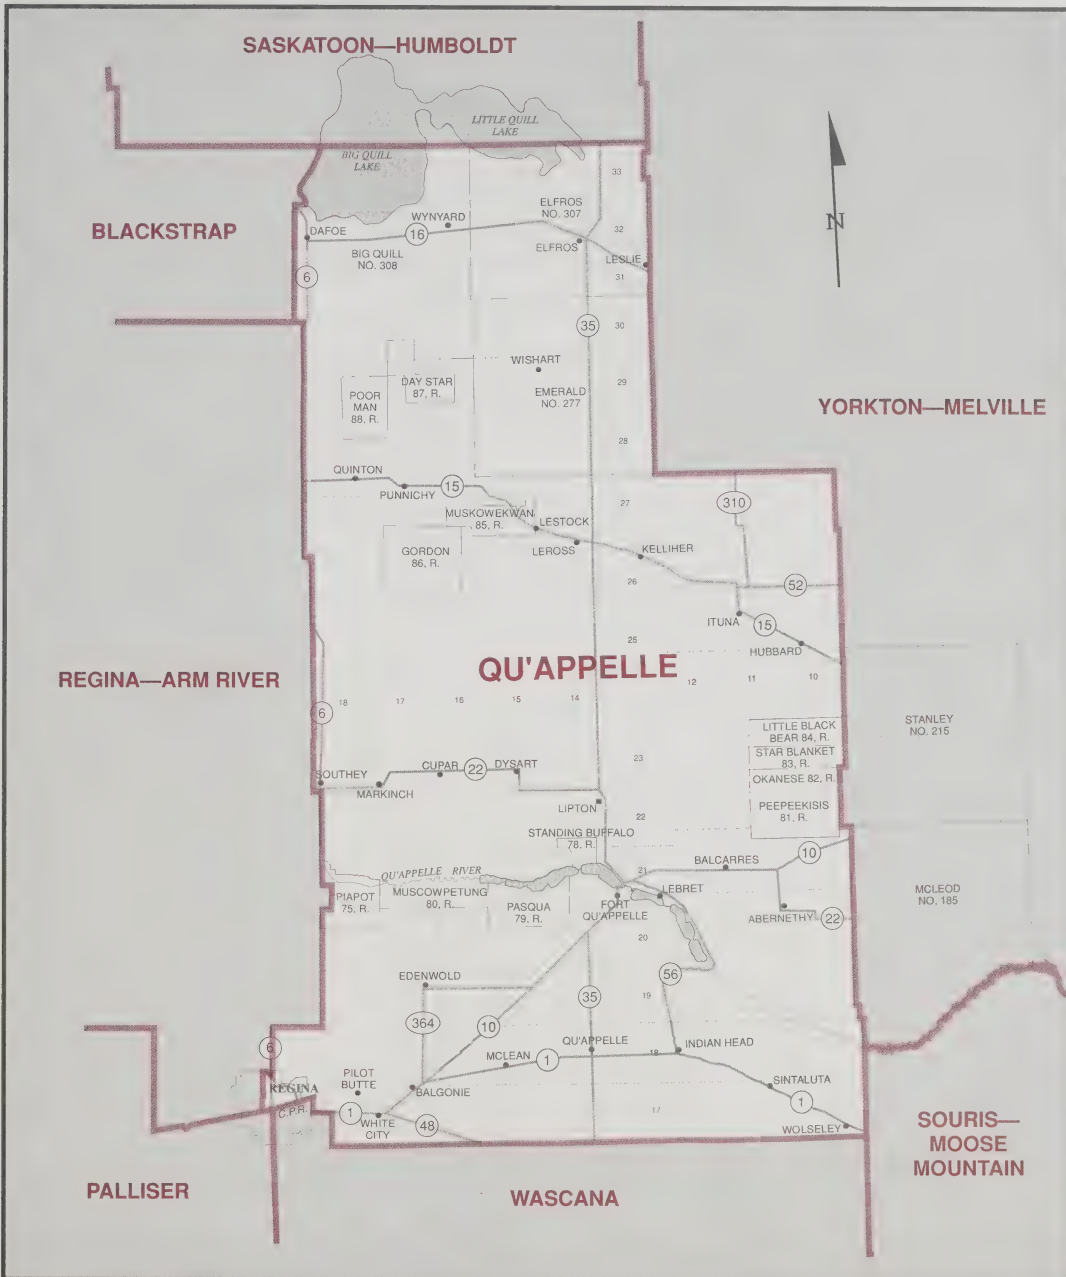 SASKATOON—HUMBOLDT
LITTLE QUILL
LAKE
BIG QUILL
LAKE
33
BLACKSTRAP
DAFOE
WYNYARD
16
ELFROS
NO. 307
32
ELFROS
LESLIE
BIG QUILL
NO. 308
31
6
N
35
30
WISHART
DAY STAR
87, R.
29
POOR
MAN
88, R.
EMERALD
NO. 277
YORKTON—MELVILLE
28
QUINTON
PUNNICHY
15
27
310
MUSKOWEKWAN
85, R.
LESTOCK
GORDON
86, R.
LEROSS
KELLIHER
26
52
ITUNA
15
HUBBARD
25
QU'APPELLE
REGINA—ARM RIVER
18
17
16
15
14
12
11
10
6
LITTLE BLACK
BEAR 84, R.
STAR BLANKET
83, R.
OKANESE 82, R.
PEEPEEKISIS
81, R.
STANLEY
NO. 215
23
SOUTHEY
MARKINCH
CUPAR
22
DYSART
LIPTON
22
STANDING BUFFALO
78, R.
10
QU'APPELLE RIVER
21
BALCARRES
PIAPOT
75, R.
MUSCOWPETUNG
80, R.
PASQUA
79, R.
FORT
QU'APPELLE
LEBRET
ABERNETHY
22
MCLEOD
NO. 185
20
EDENWOLD
56
35
19
364
10
QU'APPELLE
18
INDIAN HEAD
6
MCLEAN
1
PILOT
BUTTE
REGINA
C.P.R.
BALGONIE
SINTALUTA
1
1
WHITE
CITY
48
17
WOLSELEY
SOURIS—
MOOSE
MOUNTAIN
PALLISER
WASCANA